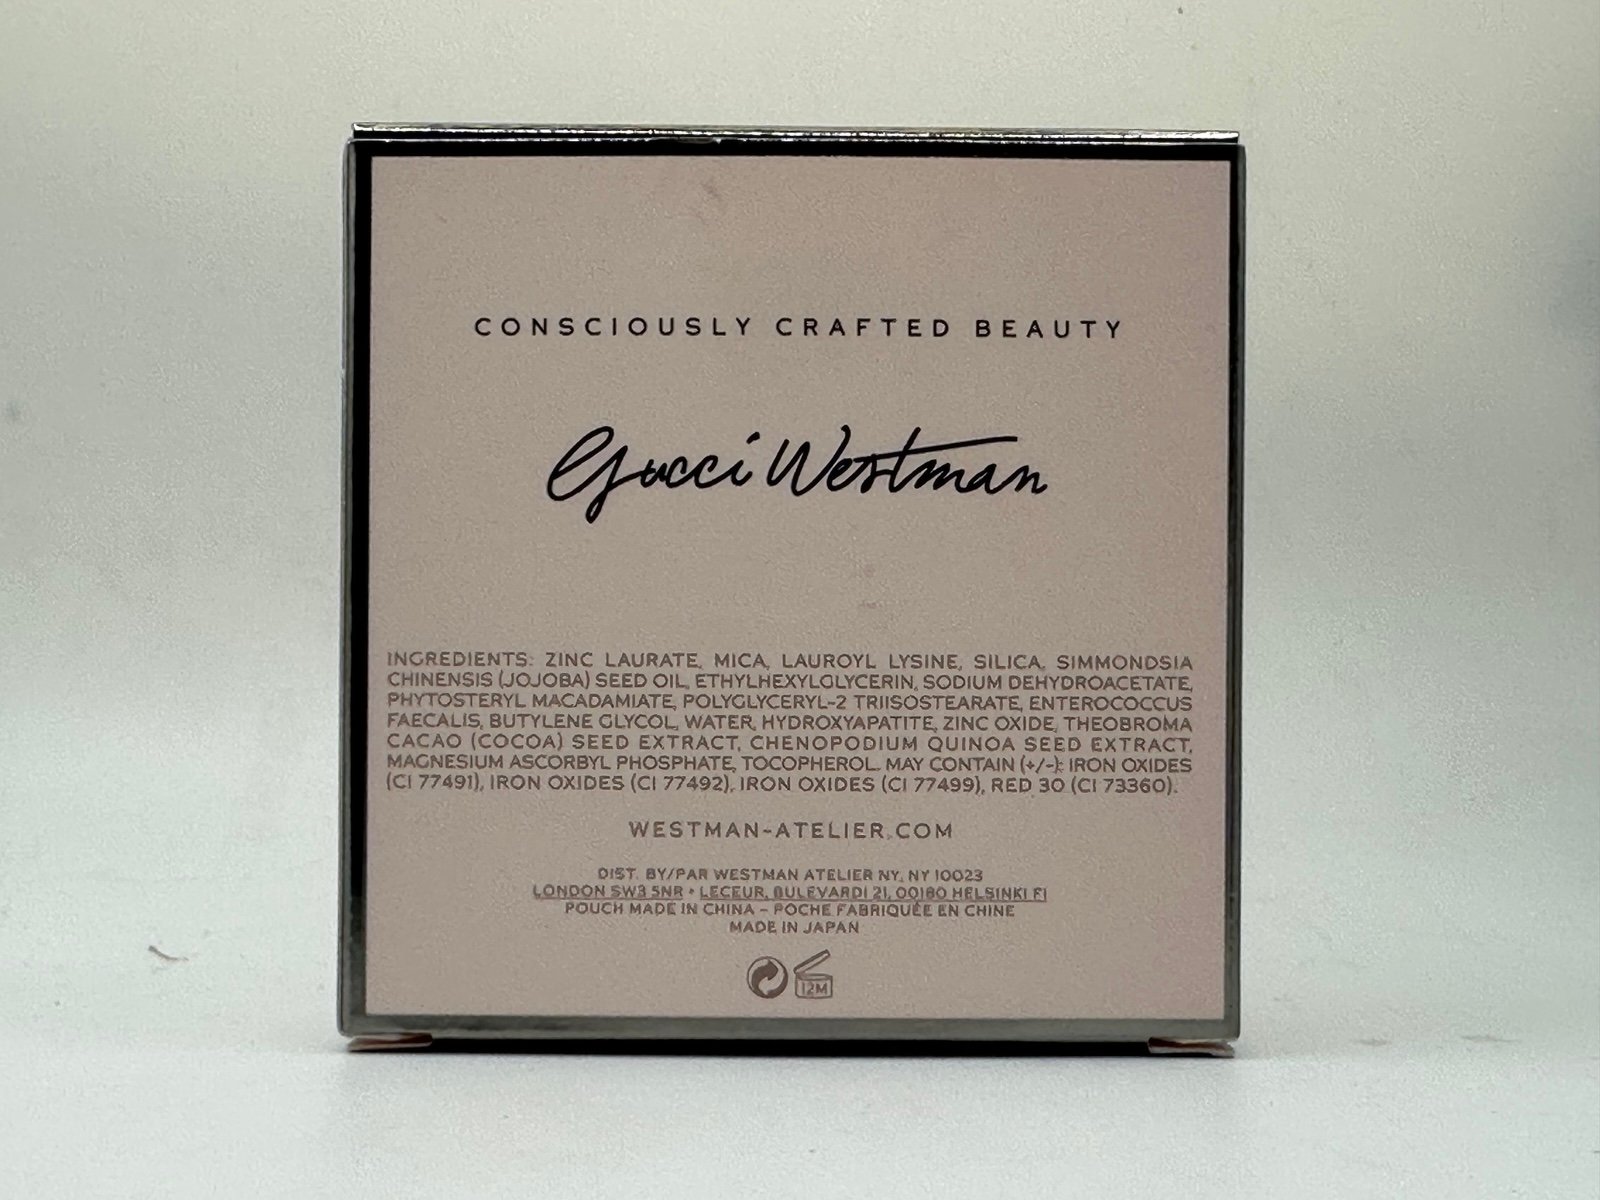 CONSCIOUSLY CRAFTED BEAUTY
Gucci Westman
INGREDIENTS: ZINC LAURATE, MICA, LAUROYL LYSINE, SILICA, SIMMONDSIA
CHINENSIS (JOJOBA) SEED OIL, ETHYLHEXYLGLYCERIN, SODIUM DEHYDROACETATE,
PHYTOSTERYL MACADAMIATE, POLYGLYCERYL-2 TRIISOSTEARATE, ENTEROCOCCUS
FAECALIS, BUTYLENE GLYCOL, WATER, HYDROXYAPATITE, ZINC OXIDE, THEOBROMA
CACAO (COCOA) SEED EXTRACT, CHENOPODIUM QUINOA SEED EXTRACT,
MAGNESIUM ASCORBYL PHOSPHATE, TOCOPHEROL. MAY CONTAIN (+/-): IRON OXIDES
(CI 77491), IRON OXIDES (CI 77492), IRON OXIDES (CI 77499), RED 30 (CI 73360).
WESTMAN-ATELIER.COM
DIST. BY/PAR WESTMAN ATELIER NY, NY 10023
LONDON SW3 5NR • LECEUR, BULEVARDI 21, 00180 HELSINKI FI
POUCH MADE IN CHINA – POCHE FABRIQUÉE EN CHINE
MADE IN JAPAN
12M